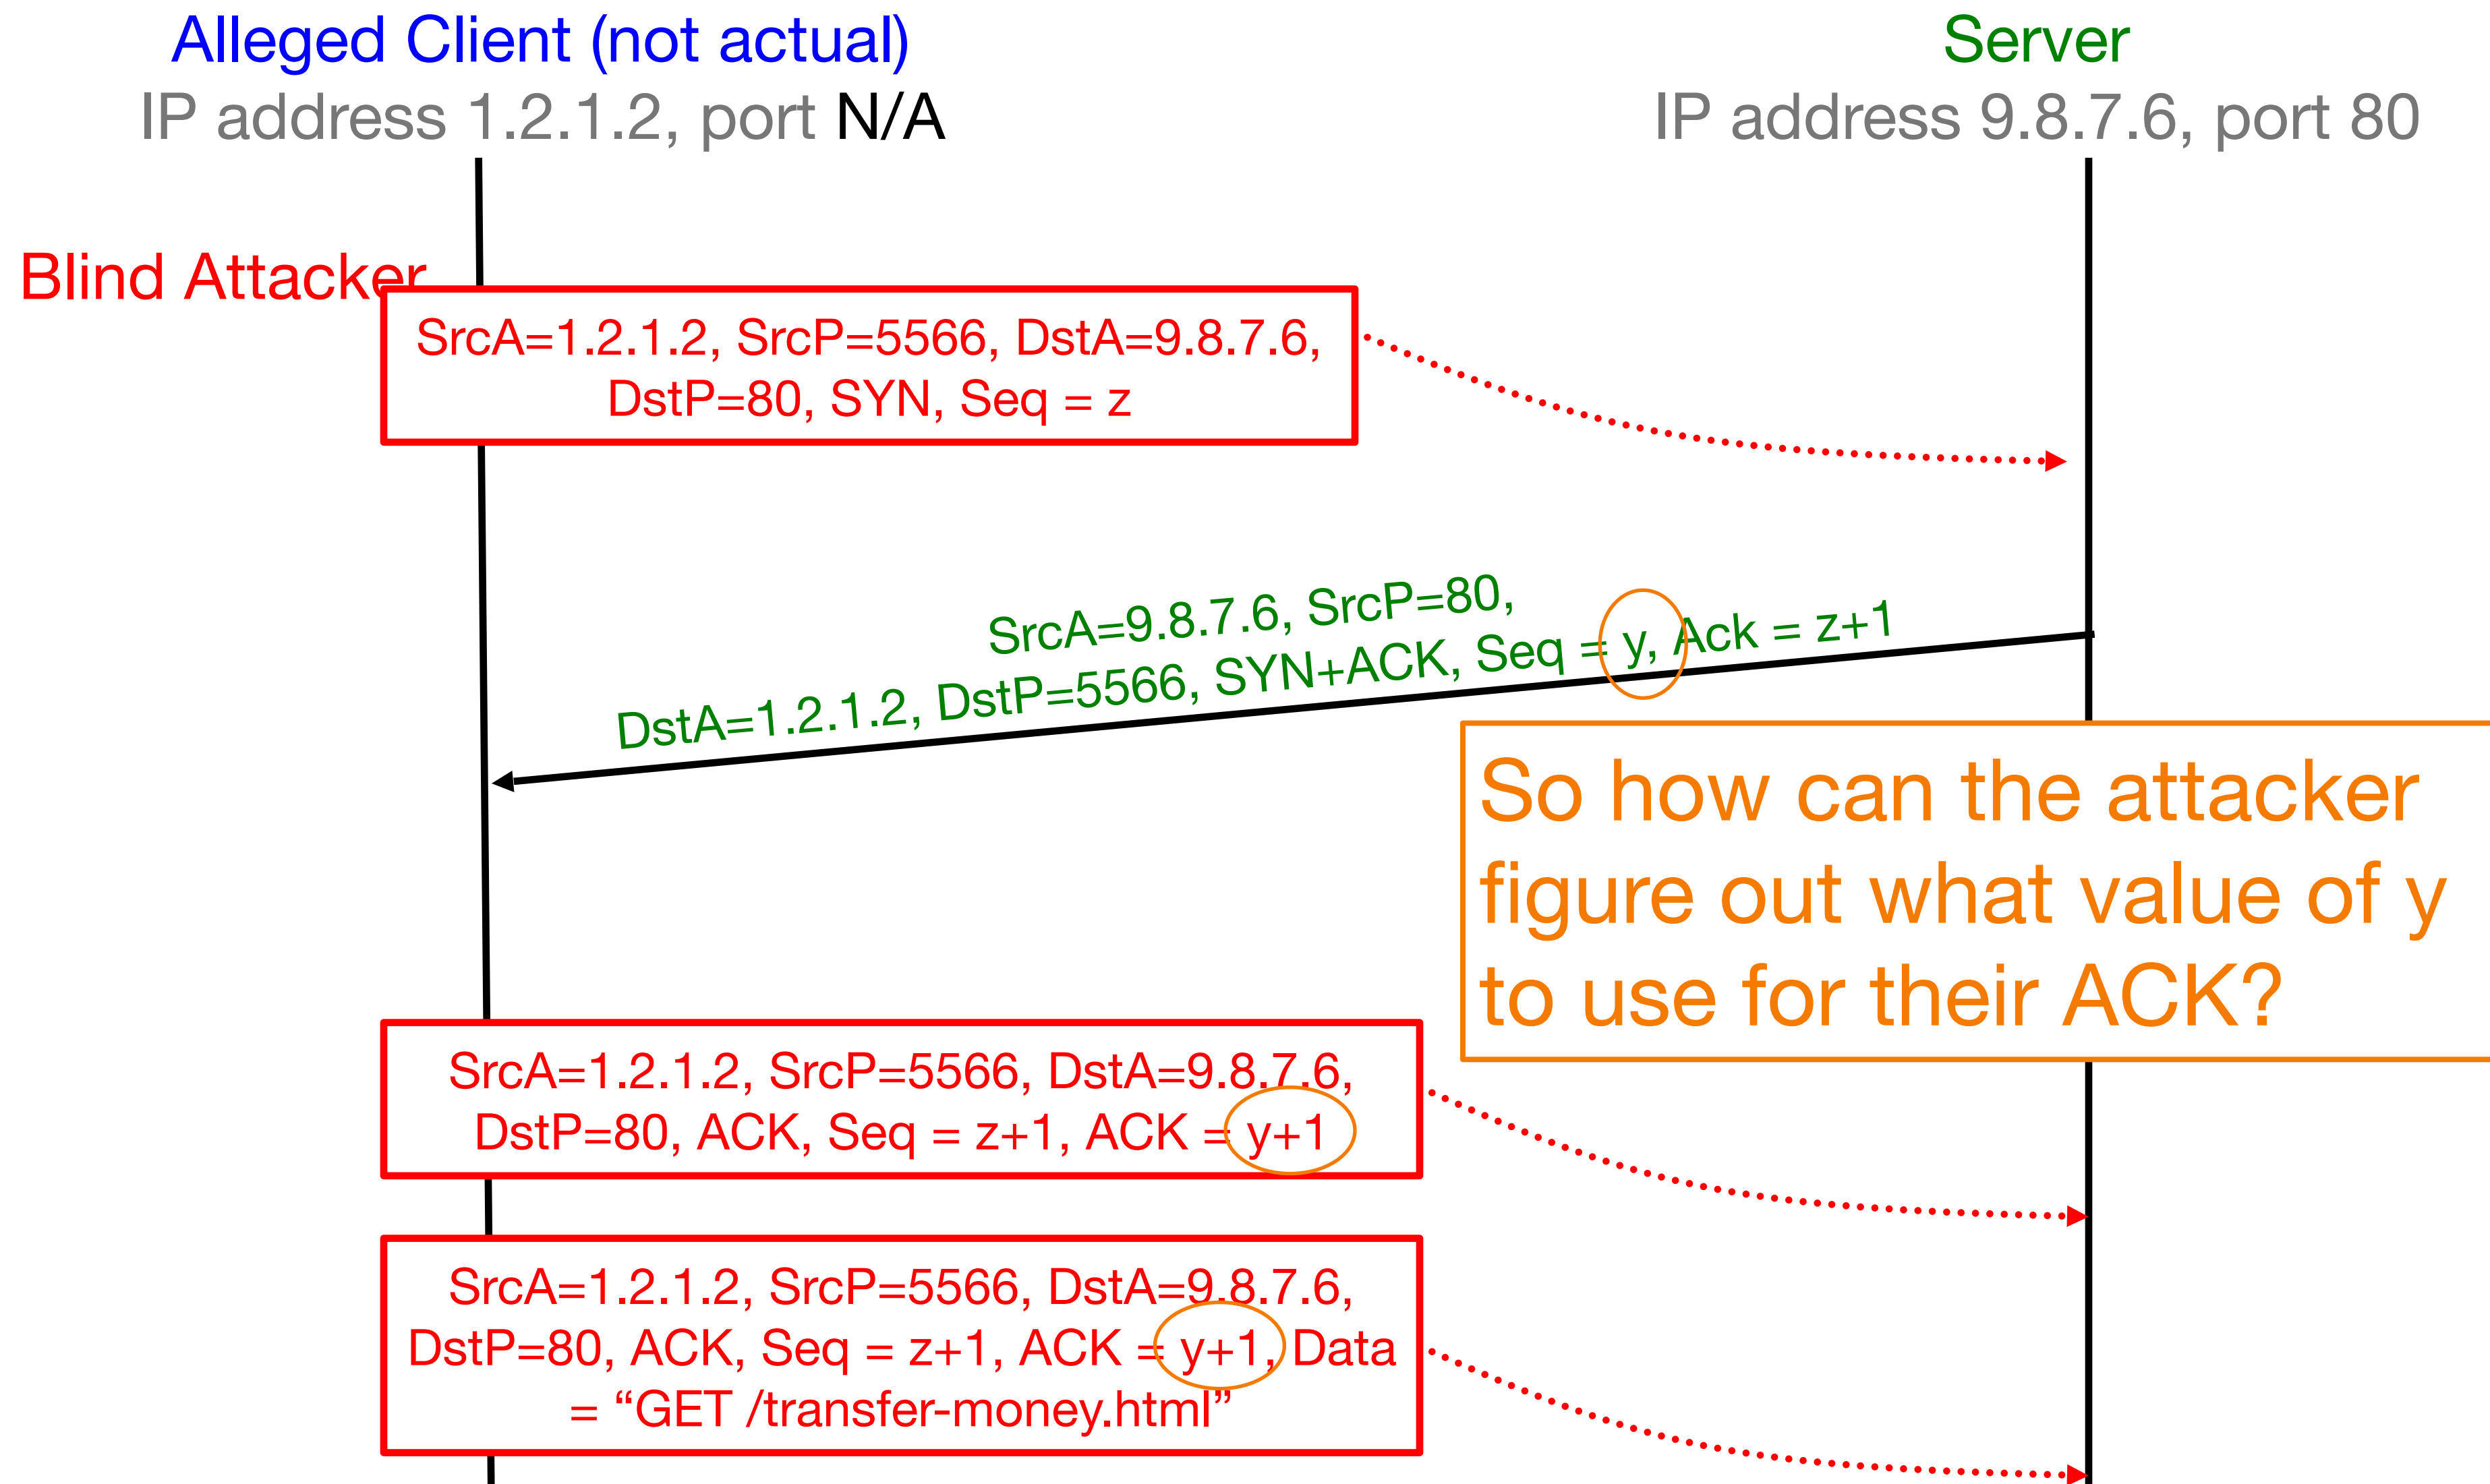 Alleged Client (not actual)
IP address 1.2.1.2, port N/A
Server
IP address 9.8.7.6, port 80
Blind Attacker
SrcA=1.2.1.2, SrcP=5566, DstA=9.8.7.6,
DstP=80, SYN, Seq = z
SrcA=9.8.7.6, SrcP=80,
DstA=1.2.1.2, DstP=5566, SYN+ACK, Seq = y, Ack = z+1
So how can the attacker
figure out what value of y
to use for their ACK?
SrcA=1.2.1.2, SrcP=5566, DstA=9.8.7.6,
DstP=80, ACK, Seq = z+1, ACK = y+1
SrcA=1.2.1.2, SrcP=5566, DstA=9.8.7.6,
DstP=80, ACK, Seq = z+1, ACK = y+1, Data
= “GET /transfer-money.html”